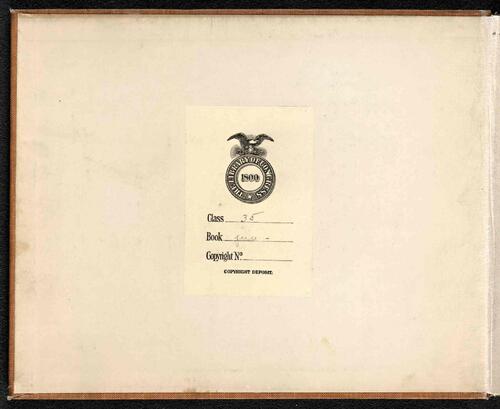 THE LIBRARY OF CONGRESS
1800
Class 35
Book
Copyright No
COPYRIGHT DEPOSIT.